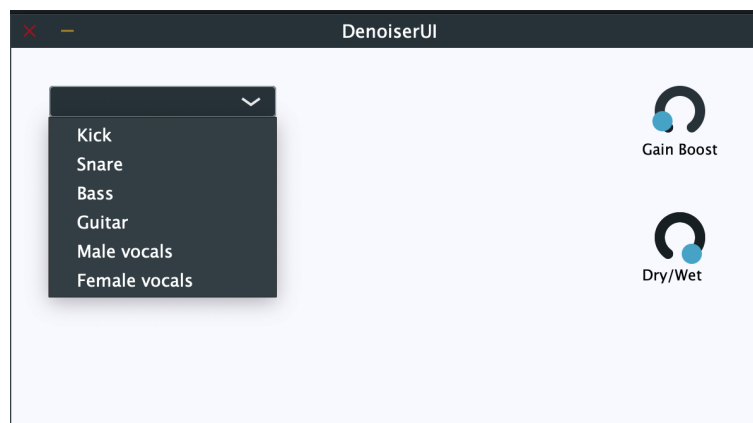 DenoiserUI
Kick
Snare
Bass
Guitar
Male vocals
Female vocals
Gain Boost
Dry/Wet